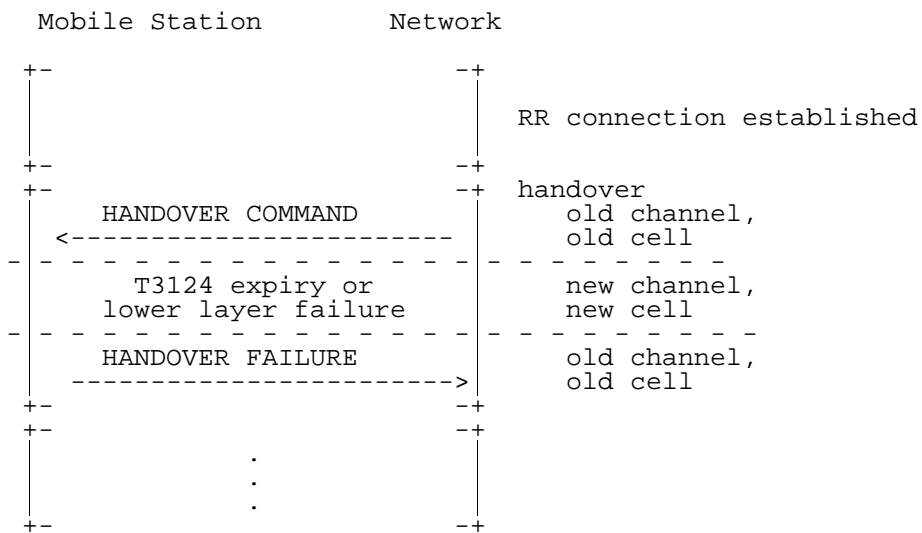 Mobile Station Network
+- -+
RR connection established
+- -+
+- -+ handover
HANDOVER COMMAND old channel,
<------------------------ old cell
- - - - - - - - - - - - - - - - - - - - - - -
T3124 expiry or new channel,
lower layer failure new cell
- - - - - - - - - - - - - - - - - - - - - - - -
HANDOVER FAILURE old channel,
------------------------> old cell
+- -+
+- -+
.
.
.
+- -+